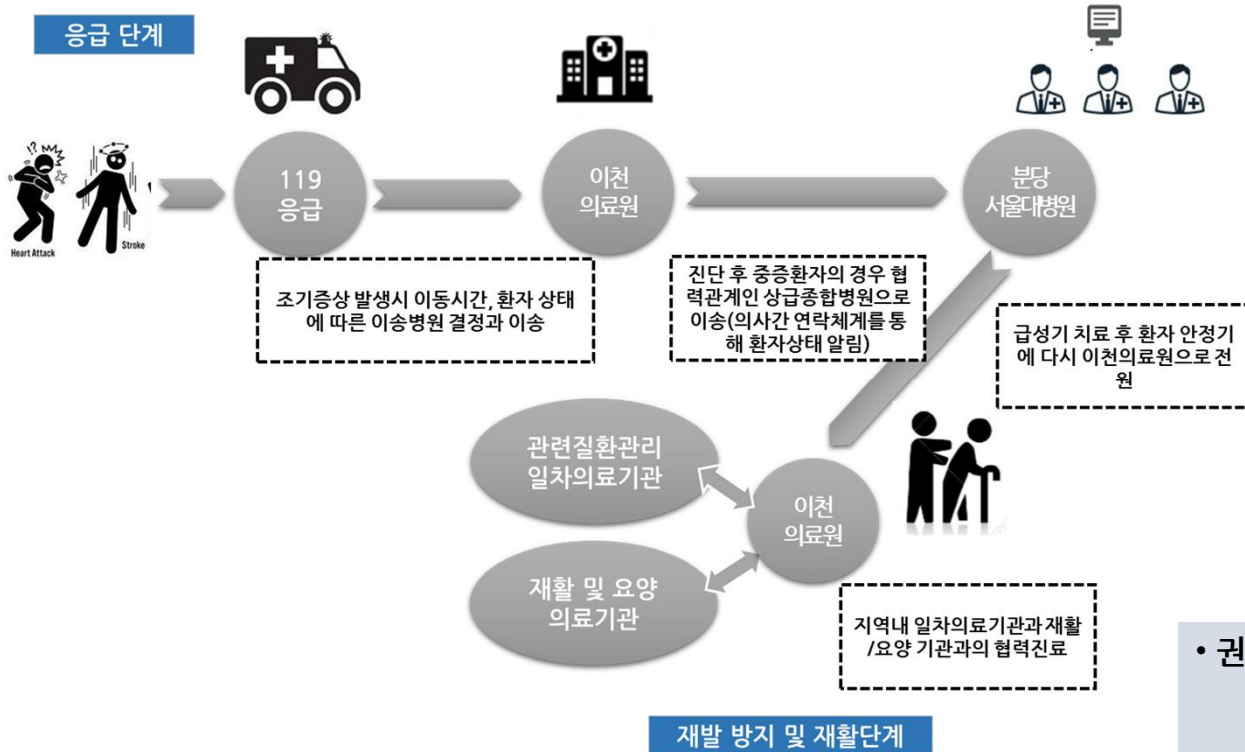 응급 단계
!? MM
Heart Attack
Stroke
119
응급
이천
의료원
분당
서울대병원
조기증상 발생시 이동시간, 환자 상태
에 따른 이송병원 결정과 이송
진단 후 중증환자의 경우 협
력관계인 상급종합병원으로
이송(의사간 연락체계를 통
해 환자상태 알림)
급성기 치료 후 환자 안정기
에 다시 이천의료원으로 전
원
관련질환관리
일차의료기관
이천
의료원
재활 및 요양
의료기관
지역내 일차의료기관과 재활
/요양 기관과의 협력진료
• 권
재발 방지 및 재활단계